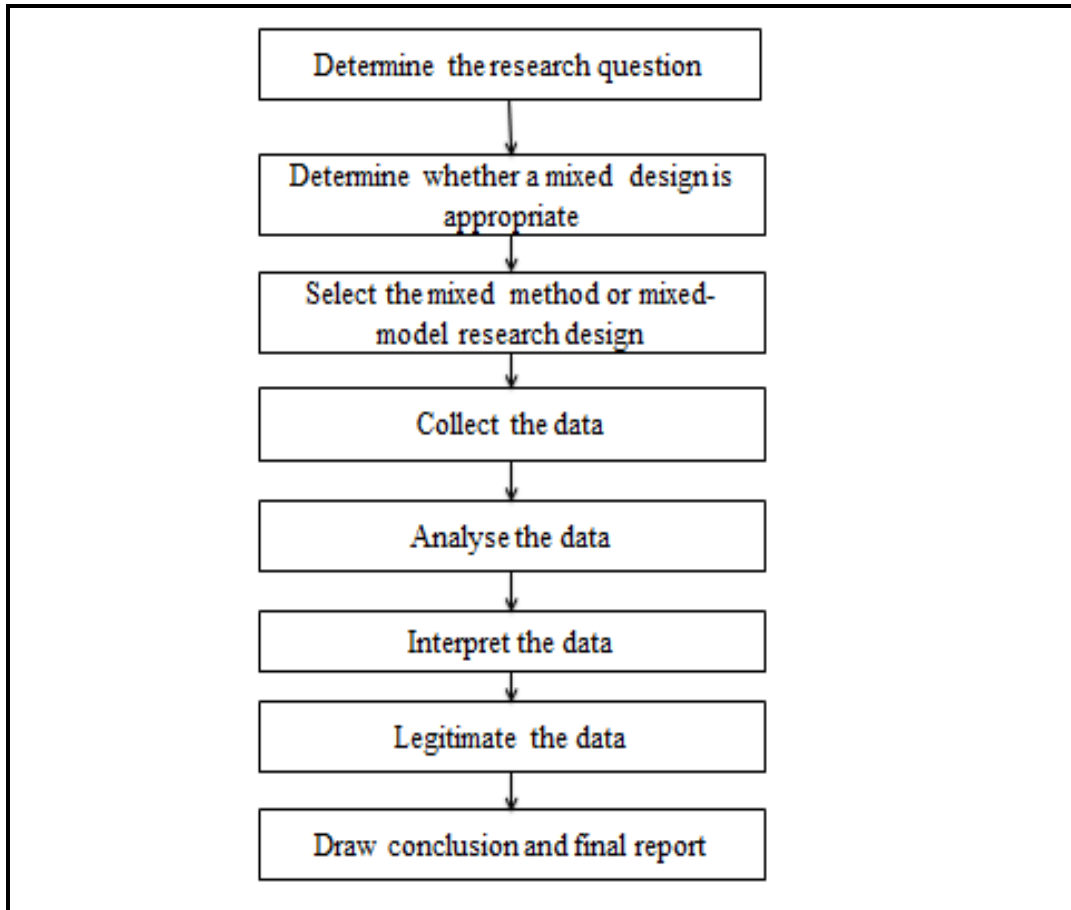 Determine the research question
Determine whether a mixed design is
appropriate
Select the mixed method or mixed-
model research design
Collect the data
Analyse the data
Interpret the data
Legitimate the data
Draw conclusion and final report